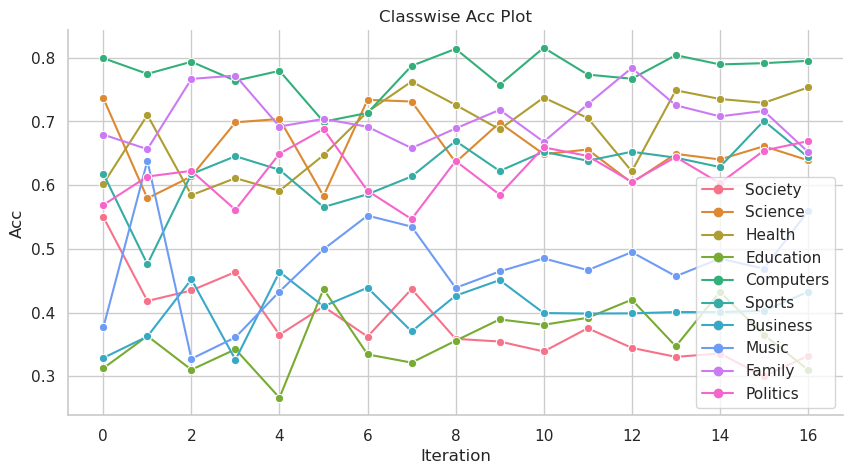 Classwise Acc Plot
Acc
0.8
0.7
0.6
0.5
0.4
0.3
Society
Science
Health
Education
Computers
Sports
Business
Music
Family
Politics
0 2 4 6 8 10 12 14 16
Iteration